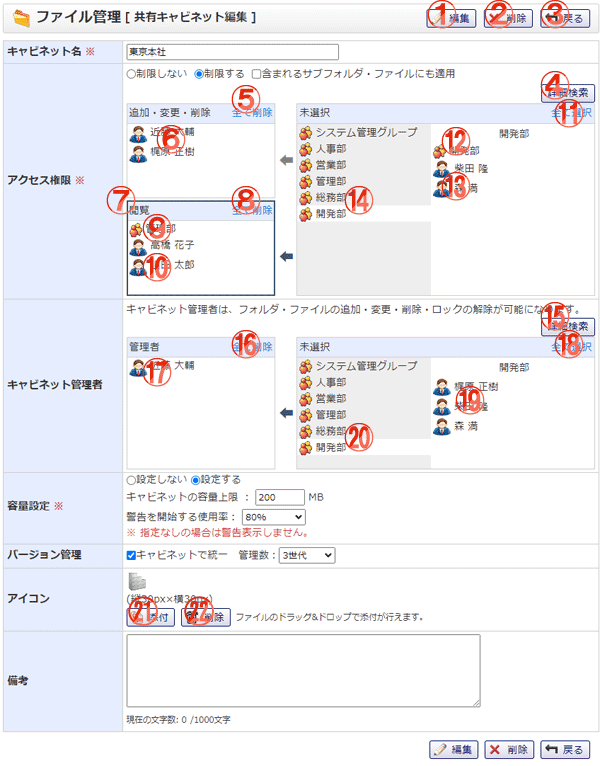 ファイル管理 [ 共有キャビネット編集 ]
① 編集 ② 削除 ③ 戻る
キャビネット名 ※ 東京本社
アクセス権限 ※
制限しない 制限する 含まれるサブフォルダ・ファイルにも適用
④ 詳細検索
追加・変更・削除 ⑤ 全て削除
⑥
近藤 大輔
梶原 正樹
⑦ 閲覧 ⑧ 全て削除
⑨
高橋 花子
⑩ 太郎
未選択 ⑪ 全て選択
システム管理グループ
人事部
営業部
管理部
総務部 ⑭
開発部
開発部
⑫ 開発部
柴田 隆
⑬ 森 満
キャビネット管理者
キャビネット管理者は、フォルダ・ファイルの追加・変更・削除・ロックの解除が可能になります。
⑮ 詳細検索
管理者 ⑯ 全て削除
⑰ 近藤 大輔
未選択 ⑱ 全て選択
システム管理グループ
人事部
営業部
管理部
総務部 ⑳
開発部
開発部
梶原 正樹
⑲ 柴田 隆
森 満
容量設定 ※
設定しない 設定する
キャビネットの容量上限 : 200 MB
警告を開始する使用率 : 80%
※ 指定なしの場合は警告表示しません。
バージョン管理 キャビネットで統一 管理数 : 3世代
アイコン
(縦30px×横30px)
㉑ 添付 ㉒ 削除 ファイルのドラッグ&ドロップで添付が行えます。
備考
現在の文字数: 0 /1000文字
編集 削除 戻る